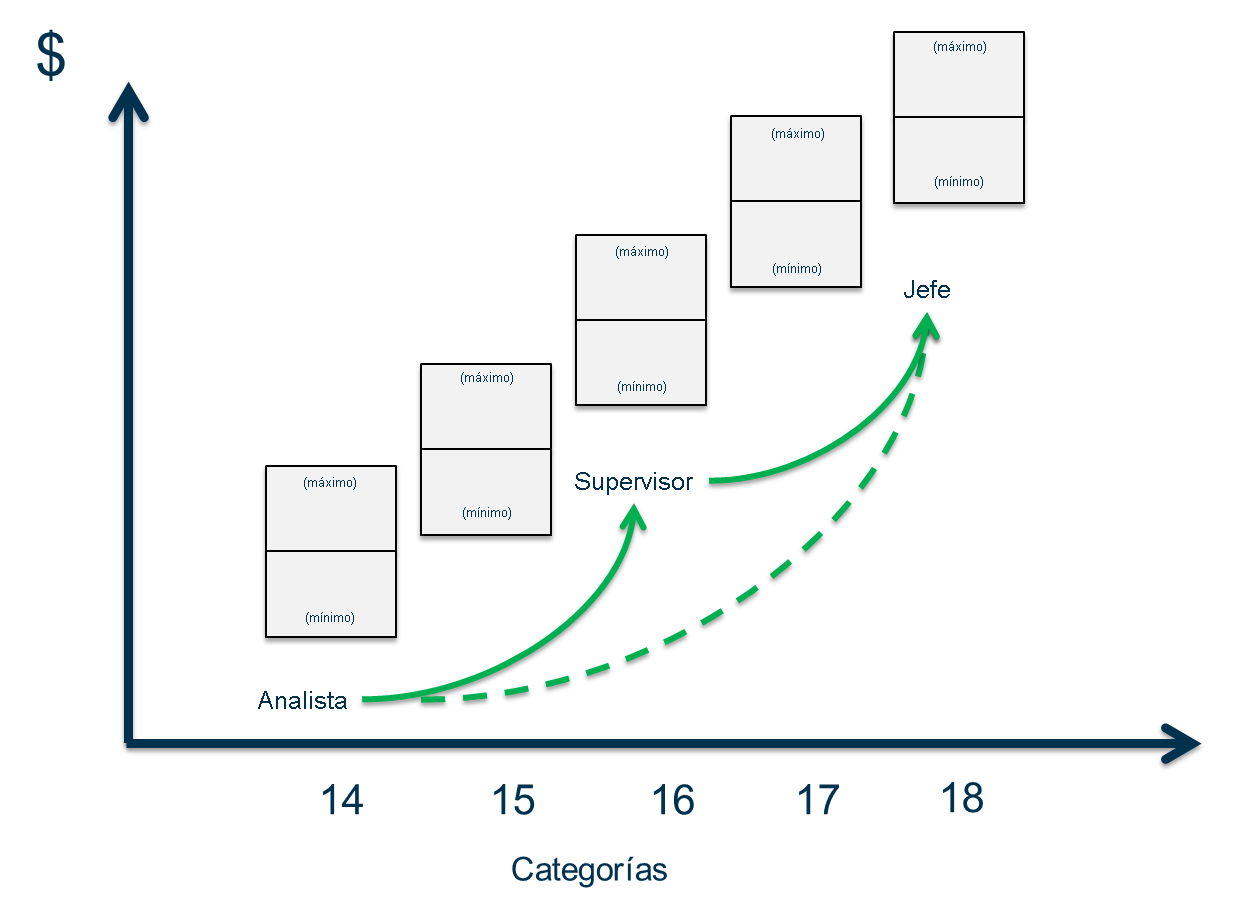 $
(máximo)
(mínimo)
(máximo)
(mínimo)
(máximo)
(mínimo)
(máximo)
(mínimo)
(máximo)
(mínimo)
Jefe
Supervisor
Analista
14 15 16 17 18
Categorías